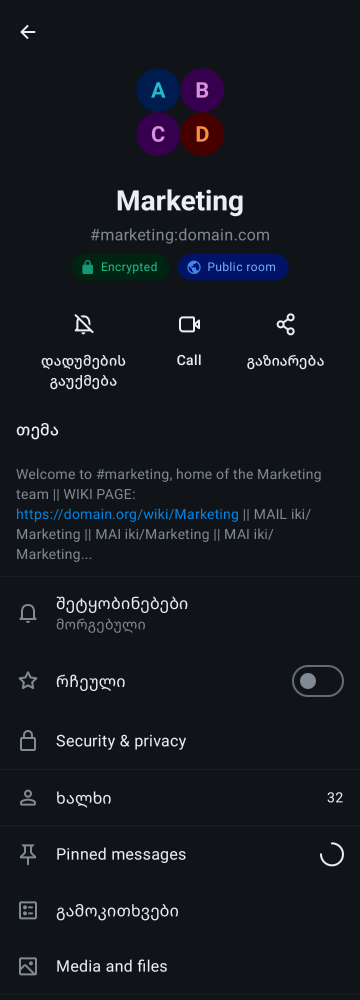 A B
C D
Marketing
#marketing:domain.com
Encrypted Public room
დადუმების
გაუქმება
Call
გაზიარება
თემა
Welcome to #marketing, home of the Marketing
team || WIKI PAGE:
https://domain.org/wiki/Marketing || MAIL iki/
Marketing || MAI iki/Marketing || MAI iki/
Marketing...
შეტყობინებები
მორგებული
რჩეული
Security & privacy
ხალხი 32
Pinned messages
გამოკითხვები
Media and files